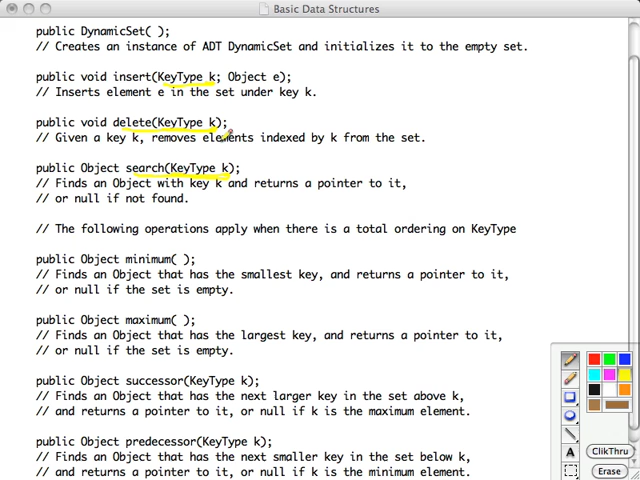 Basic Data Structures
public DynamicSet( );
// Creates an instance of ADT DynamicSet and initializes it to the empty set.
public void insert(KeyType k; Object e);
// Inserts element e in the set under key k.
public void delete(KeyType k);
// Given a key k, removes elements indexed by k from the set.
public Object search(KeyType k);
// Finds an Object with key k and returns a pointer to it,
// or null if not found.
// The following operations apply when there is a total ordering on KeyType
public Object minimum( );
// Finds an Object that has the smallest key, and returns a pointer to it,
// or null if the set is empty.
public Object maximum( );
// Finds an Object that has the largest key, and returns a pointer to it,
// or null if the set is empty.
public Object successor(KeyType k);
// Finds an Object that has the next larger key in the set above k,
// and returns a pointer to it, or null if k is the maximum element.
public Object predecessor(KeyType k);
// Finds an Object that has the next smaller key in the set below k,
// and returns a pointer to it, or null if k is the minimum element.
A
ClikThru
Erase